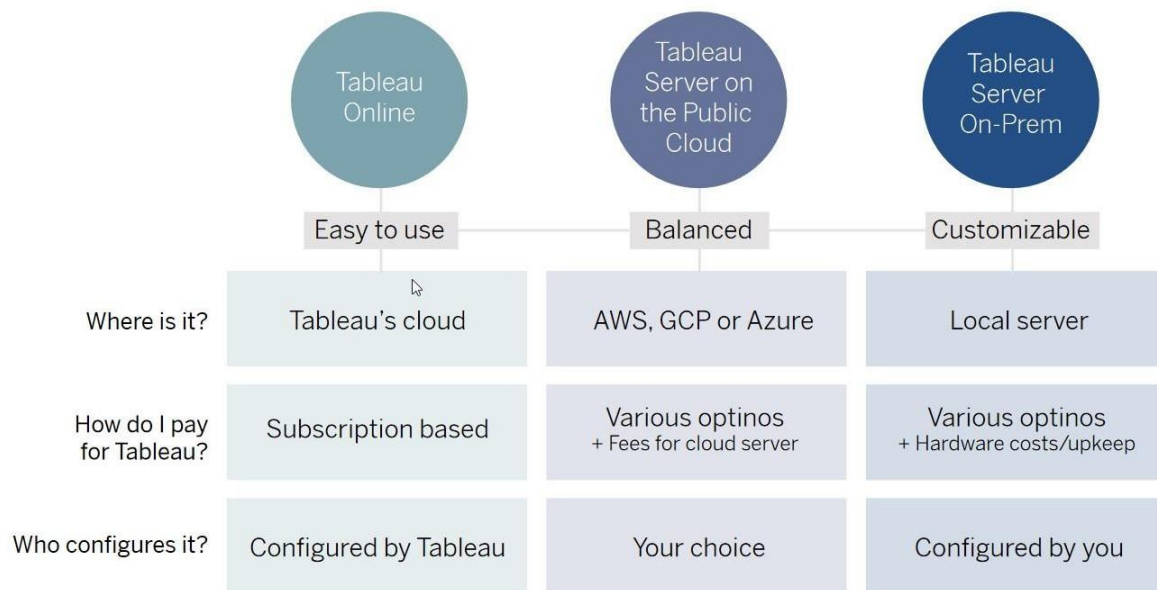 Tableau
Online
Tableau
Server on
the Public
Cloud
Tableau
Server
On-Prem
Easy to use
Balanced
Customizable
Where is it?
Tableau’s cloud
AWS, GCP or Azure
Local server
How do I pay
for Tableau?
Subscription based
Various optinos
+ Fees for cloud server
Various optinos
+ Hardware costs/upkeep
Who configures it?
Configured by Tableau
Your choice
Configured by you